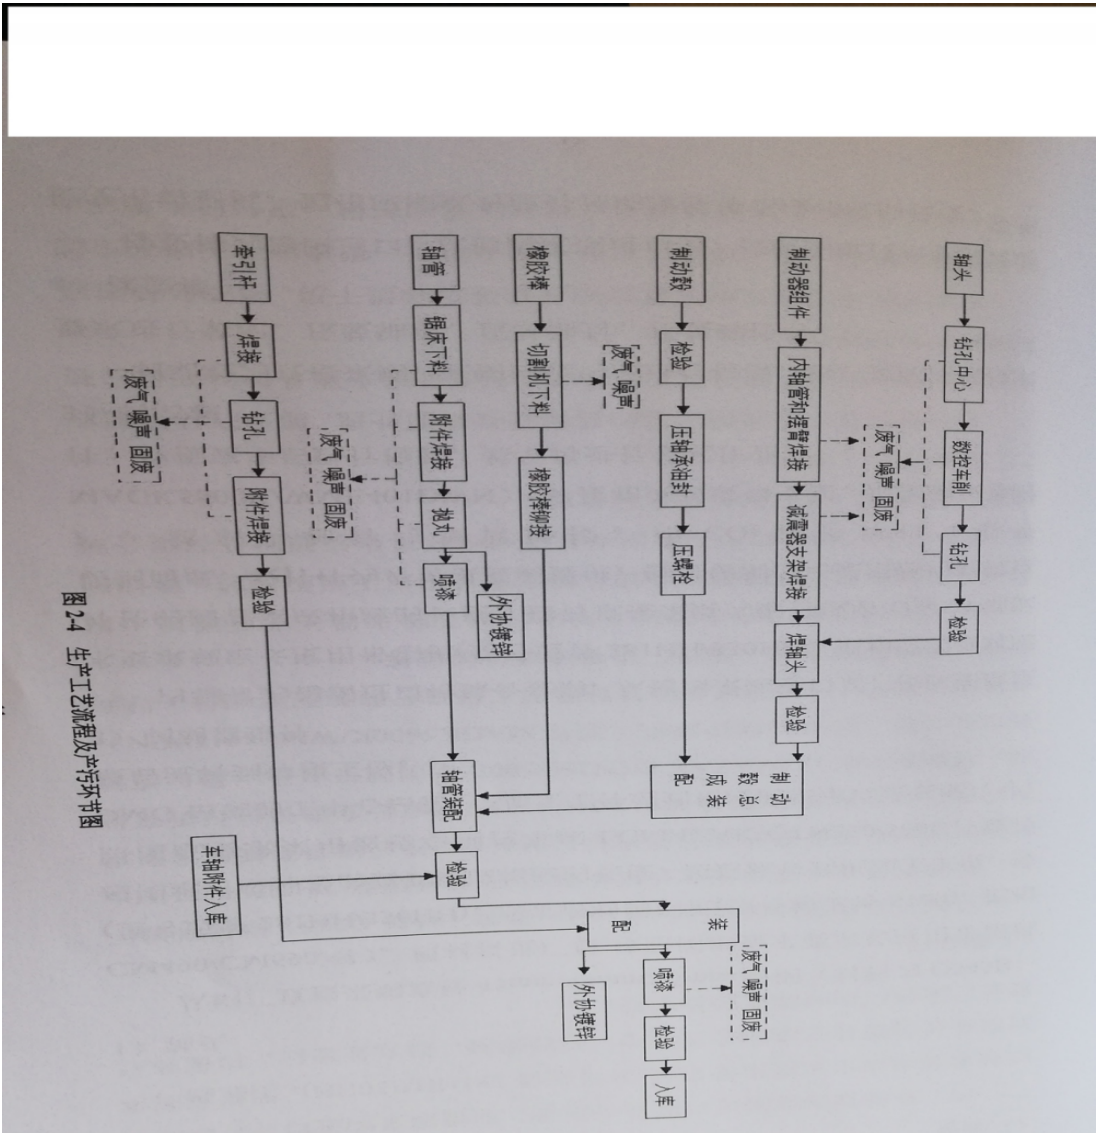 轴头
钻孔中心
数控车削
钻孔
检验
废气 噪声 固废
制动器组件
内轴管和摆臂焊接
减震器支架焊接
焊轴头
检验
制动毂
检验
压轴承油封
压螺栓
制动
毂总
成装
配
废气 噪声
橡胶棒
切割机下料
橡胶棒铆接
轴管
锯床下料
附件焊接
抛丸
喷漆
外协镀锌
轴管装配
检验
废气 噪声 固废
装
配
喷漆
检验
入库
外协镀锌
废气 噪声 固废
牵引杆
焊接
钻孔
附件焊接
检验
车轴附件入库
废气 噪声 固废
图 2-4 生产工艺流程及产污环节图